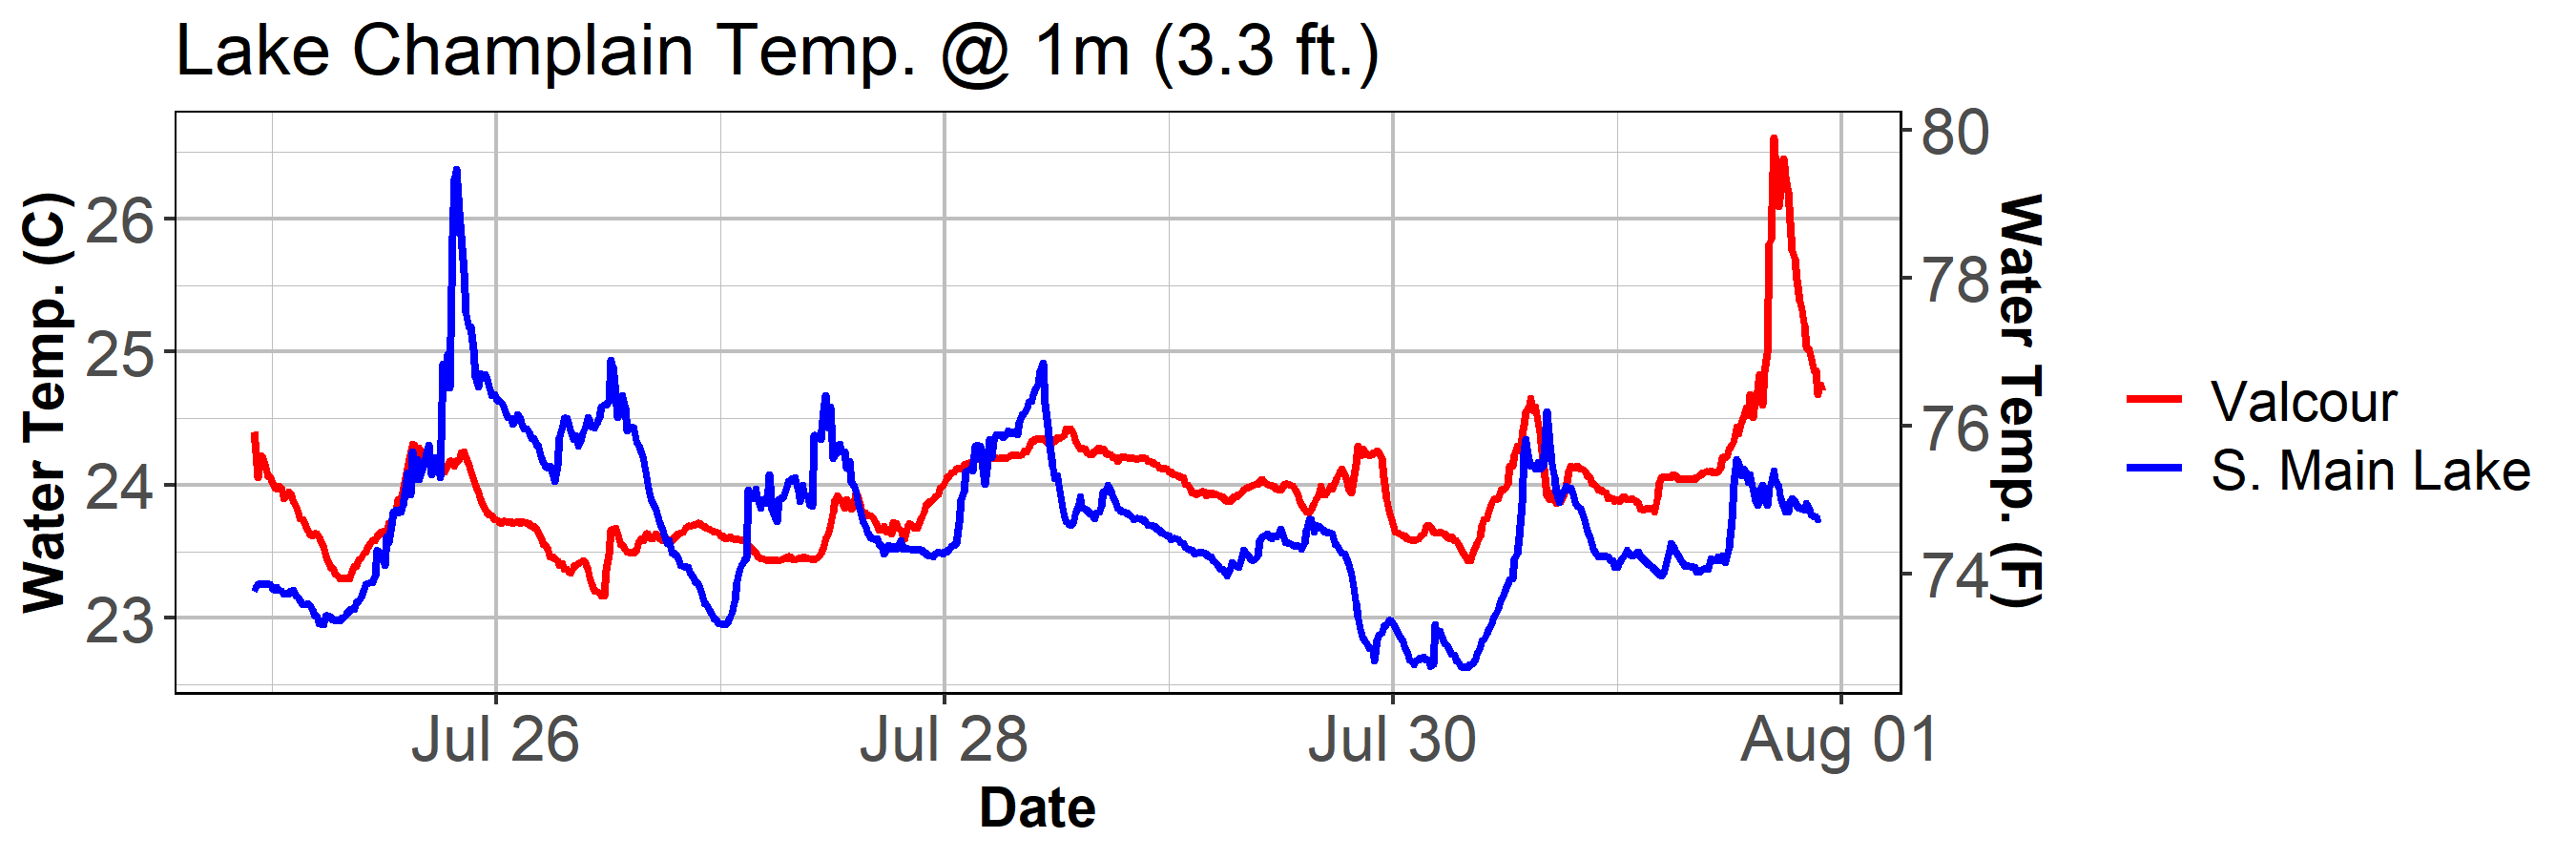 Lake Champlain Temp. @ 1m (3.3 ft.)
Water Temp. (C)
26
25
24
23
80
78
76
74
Water Temp. (F)
Jul 26
Jul 28
Jul 30
Aug 01
Date
Valcour
S. Main Lake